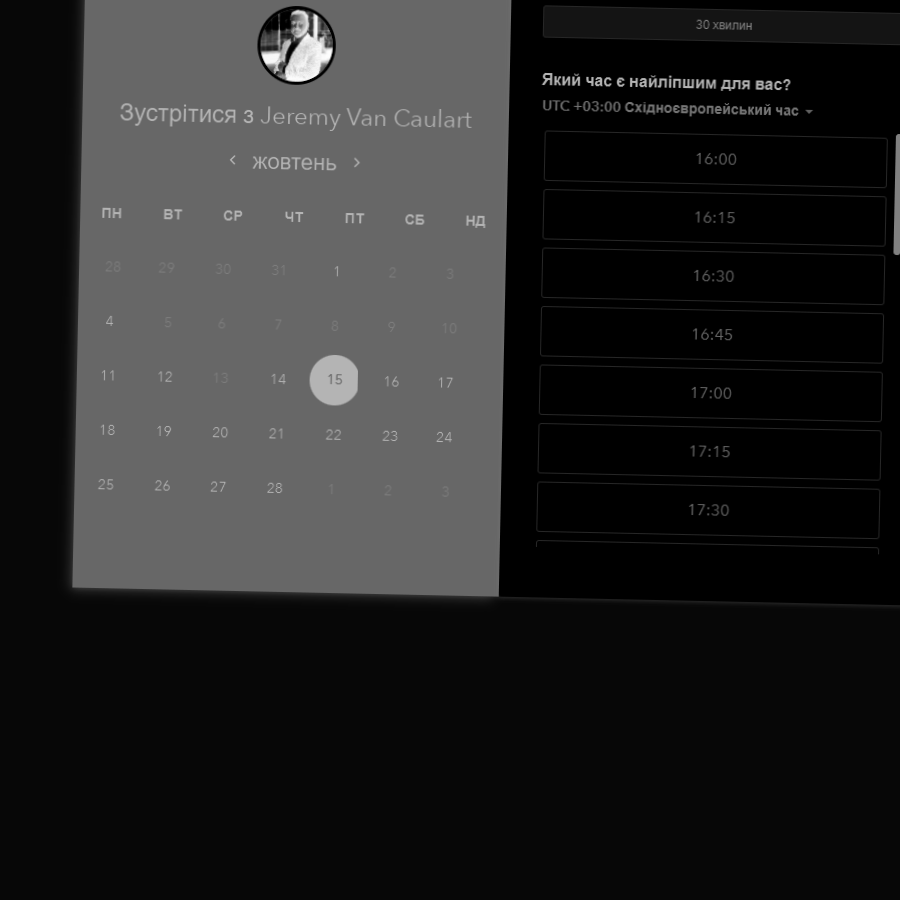 Зустрітися з Jeremy Van Caulart
жовтень
ПН ВТ СР ЧТ ПТ СБ НД
28 29 30 31 1 2 3
4 5 6 7 8 9 10
11 12 13 14 15 16 17
18 19 20 21 22 23 24
25 26 27 28 1 2 3
30 хвилин
Який час є найліпшим для вас?
UTC +03:00 Східноєвропейський час
16:00
16:15
16:30
16:45
17:00
17:15
17:30